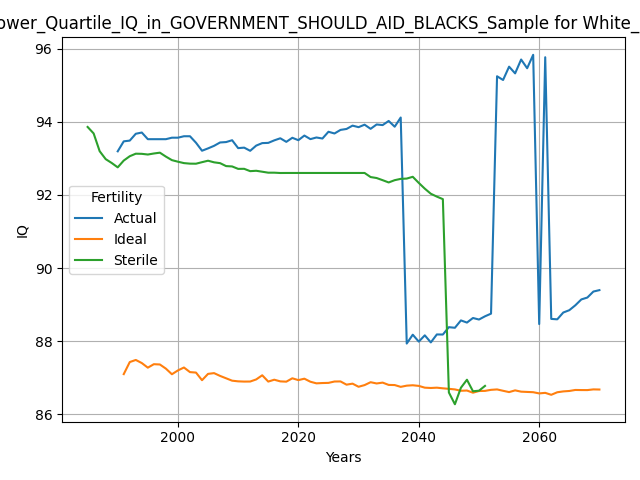 ower_Quartile_IQ_in_GOVERNMENT_SHOULD_AID_BLACKS_Sample for White_
96
94
92
90
88
86
IQ
Fertility
Actual
Ideal
Sterile
2000
2020
2040
2060
Years